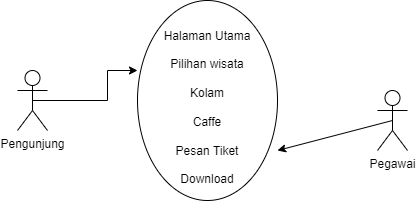 Halaman Utama
Pilihan wisata
Kolam
Caffe
Pesan Tiket
Download
Pengunjung
Pegawai